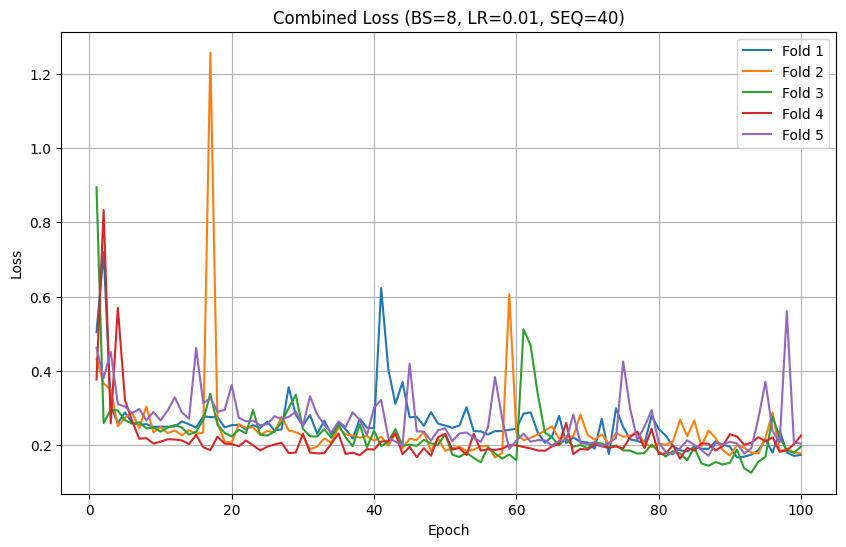 Combined Loss (BS=8, LR=0.01, SEQ=40)
Fold 1
Fold 2
Fold 3
Fold 4
Fold 5
1.2
1.0
0.8
0.6
0.4
0.2
Loss
0 20 40 60 80 100
Epoch